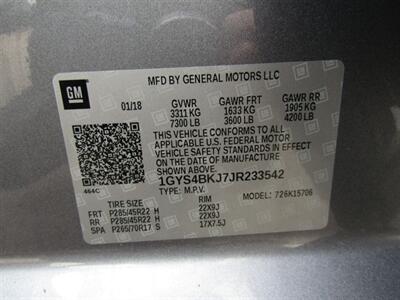 GM
MFD BY GENERAL MOTORS LLC
01/18 GVWR GAWR FRT GAWR RR
3311 KG 1633 KG 1905 KG
7300 LB 3600 LB 4200 LB
THIS VEHICLE CONFORMS TO ALL
APPLICABLE U.S. FEDERAL MOTOR
VEHICLE SAFETY STANDARDS IN EFFECT
ON THE DATE OF MANUFACTURE SHOWN ABOVE.
1GYS4BKJ7JR233542
464C TYPE: M.P.V. MODEL: 726K15706
TIRE SIZE RIM
FRT P285/45R22 H 22X9J
RR P285/45R22 H 22X9J
SPA P265/70R17 S 17X7.5J